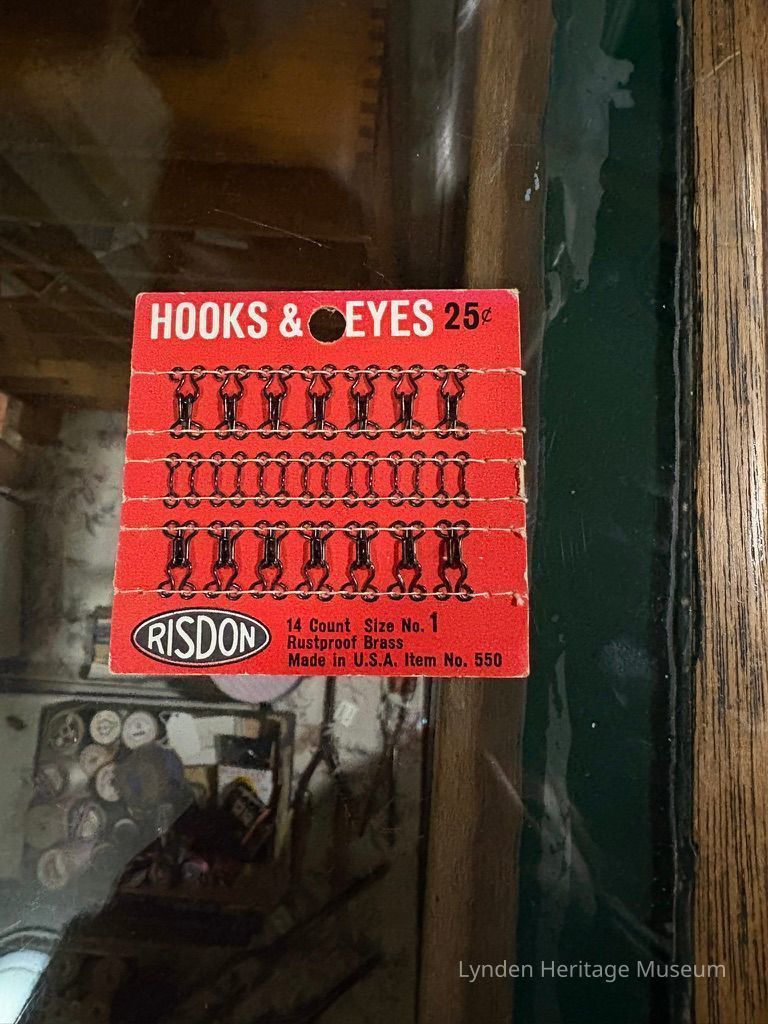 HOOKS & EYES 25¢
RISDON
14 Count Size No. 1
Rustproof Brass
Made in U.S.A. Item No. 550
Lynden Heritage Museum